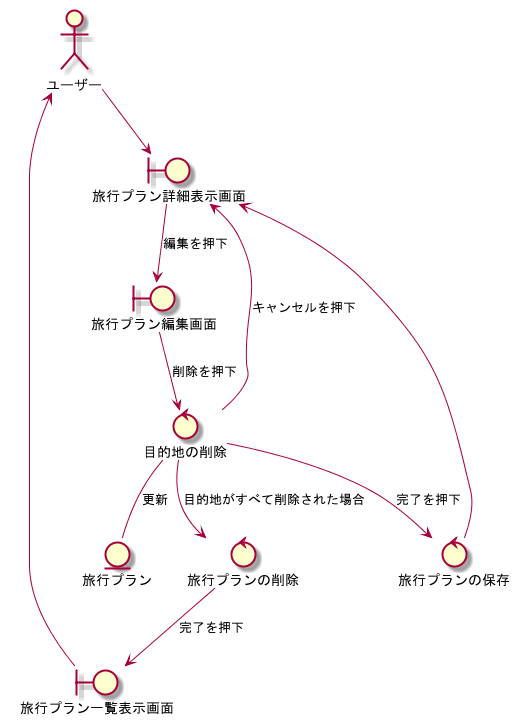 ユーザー
旅行プラン詳細表示画面
編集を押下
キャンセルを押下
旅行プラン編集画面
削除を押下
目的地の削除
更新
目的地がすべて削除された場合
完了を押下
旅行プラン
旅行プランの削除
旅行プランの保存
完了を押下
旅行プラン一覧表示画面